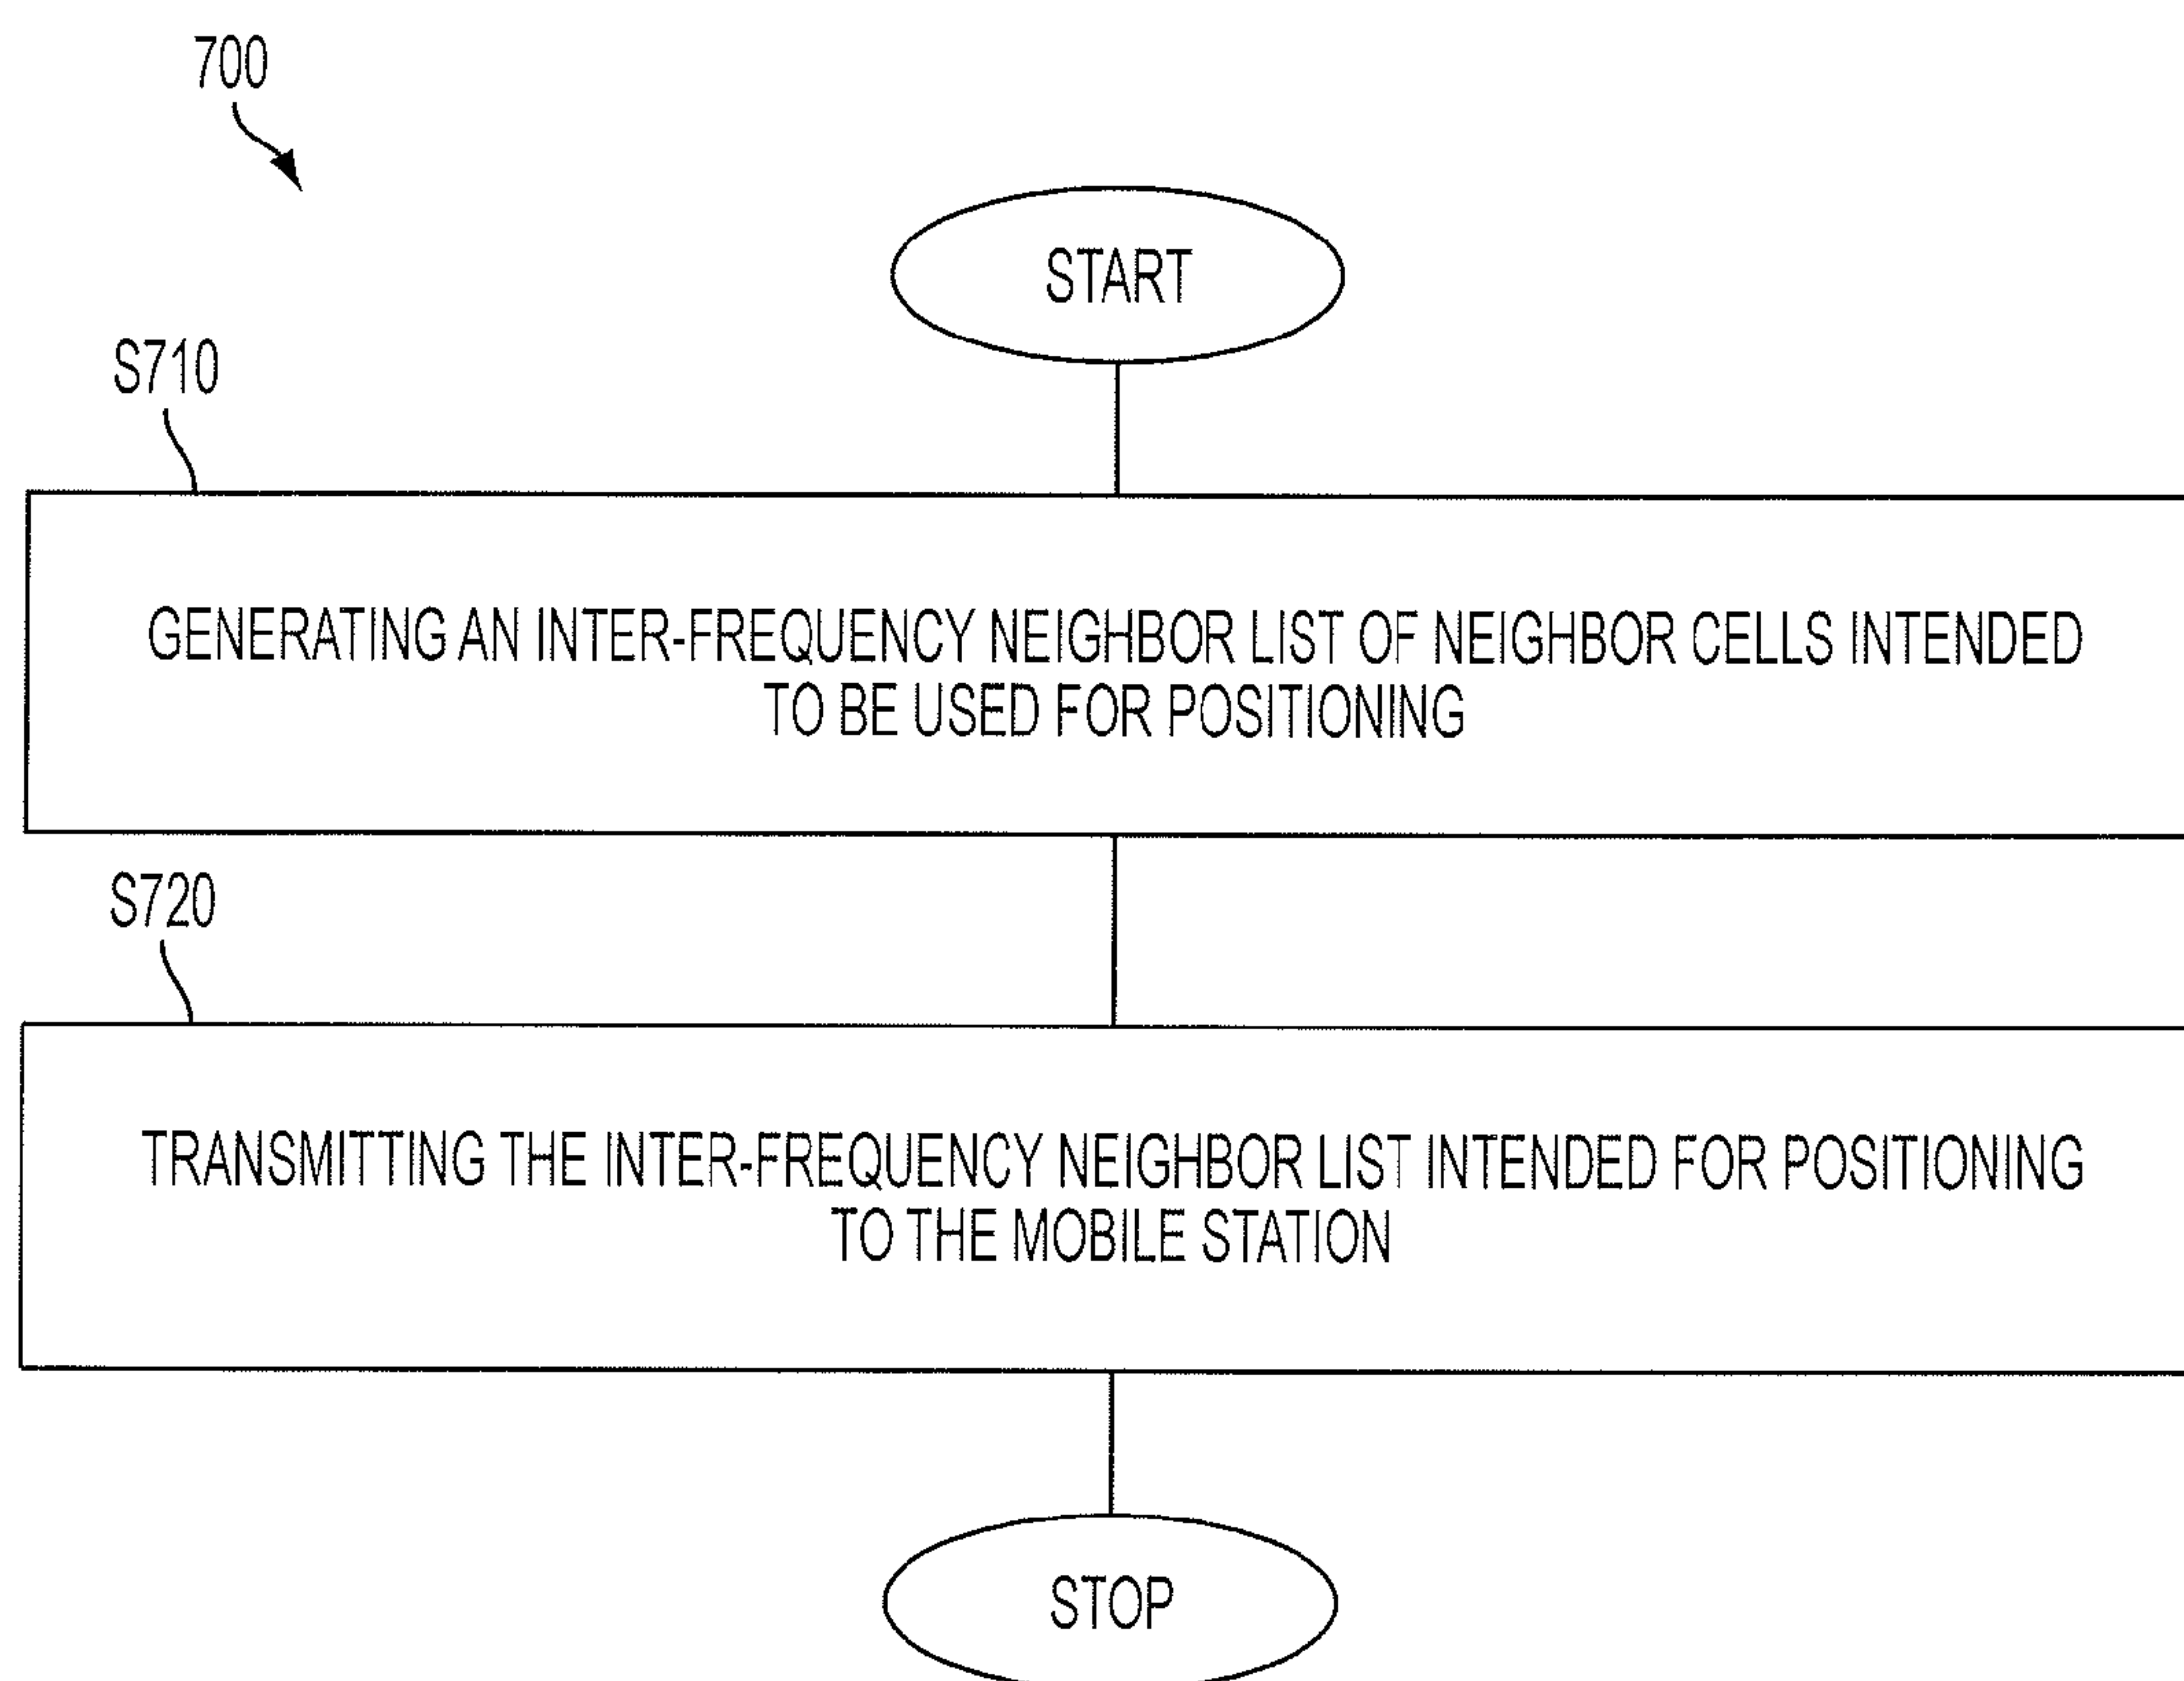 700
START
S710
GENERATING AN INTER-FREQUENCY NEIGHBOR LIST OF NEIGHBOR CELLS INTENDED
TO BE USED FOR POSITIONING
S720
TRANSMITTING THE INTER-FREQUENCY NEIGHBOR LIST INTENDED FOR POSITIONING
TO THE MOBILE STATION
STOP